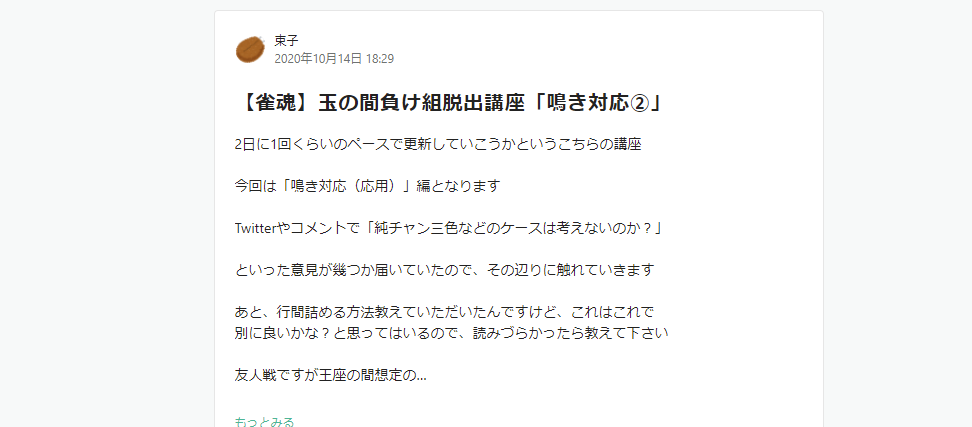 束子
2020年10月14日 18:29
【雀魂】玉の間負け組脱出講座「鳴き対応②」
2日に1回くらいのペースで更新していこうかというこちらの講座
今回は「鳴き対応（応用）」編となります
Twitterやコメントで「純チャン三色などのケースは考えないのか？」
といった意見が幾つか届いていたので、その辺りに触れていきます
あと、行間詰める方法教えていただいたんですけど、これはこれで
別に良いかな？と思ってはいるので、読みづらかったら教えて下さい
友人戦ですが王座の間想定の...
もっとみる